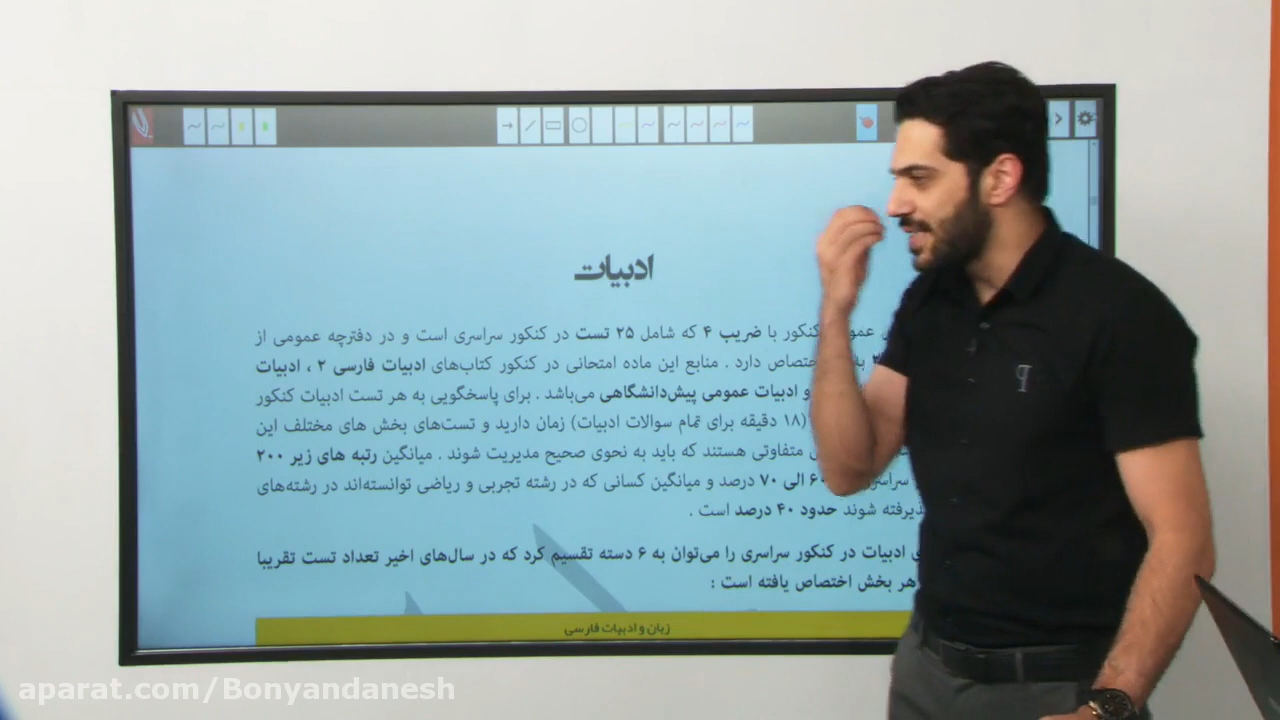 ادبیات
کنکور با ضریب ۴ که شامل ۲۵ تست در کنکور سراسری است و در دفترچه عمومی از
دارد . منابع این ماده امتحانی در کنکور کتاب‌های ادبیات فارسی ۲ ، ادبیات
و ادبیات عمومی پیش‌دانشگاهی می‌باشد . برای پاسخگویی به هر تست ادبیات کنکور
(۱۸ دقیقه برای تمام سوالات ادبیات) زمان دارید و تست‌های بخش های مختلف این
متفاوتی هستند که باید به نحوی صحیح مدیریت شوند . میانگین رتبه های زیر ۲۰۰
۶۰ الی ۷۰ درصد و میانگین کسانی که در رشته تجربی و ریاضی توانسته‌اند در رشته‌های
شوند حدود ۴۰ درصد است .
ادبیات در کنکور سراسری را می‌توان به ۶ دسته تقسیم کرد که در سال‌های اخیر تعداد تست تقریبا
هر بخش اختصاص یافته است :
زبان و ادبیات فارسی
aparat.com/Bonyandanesh